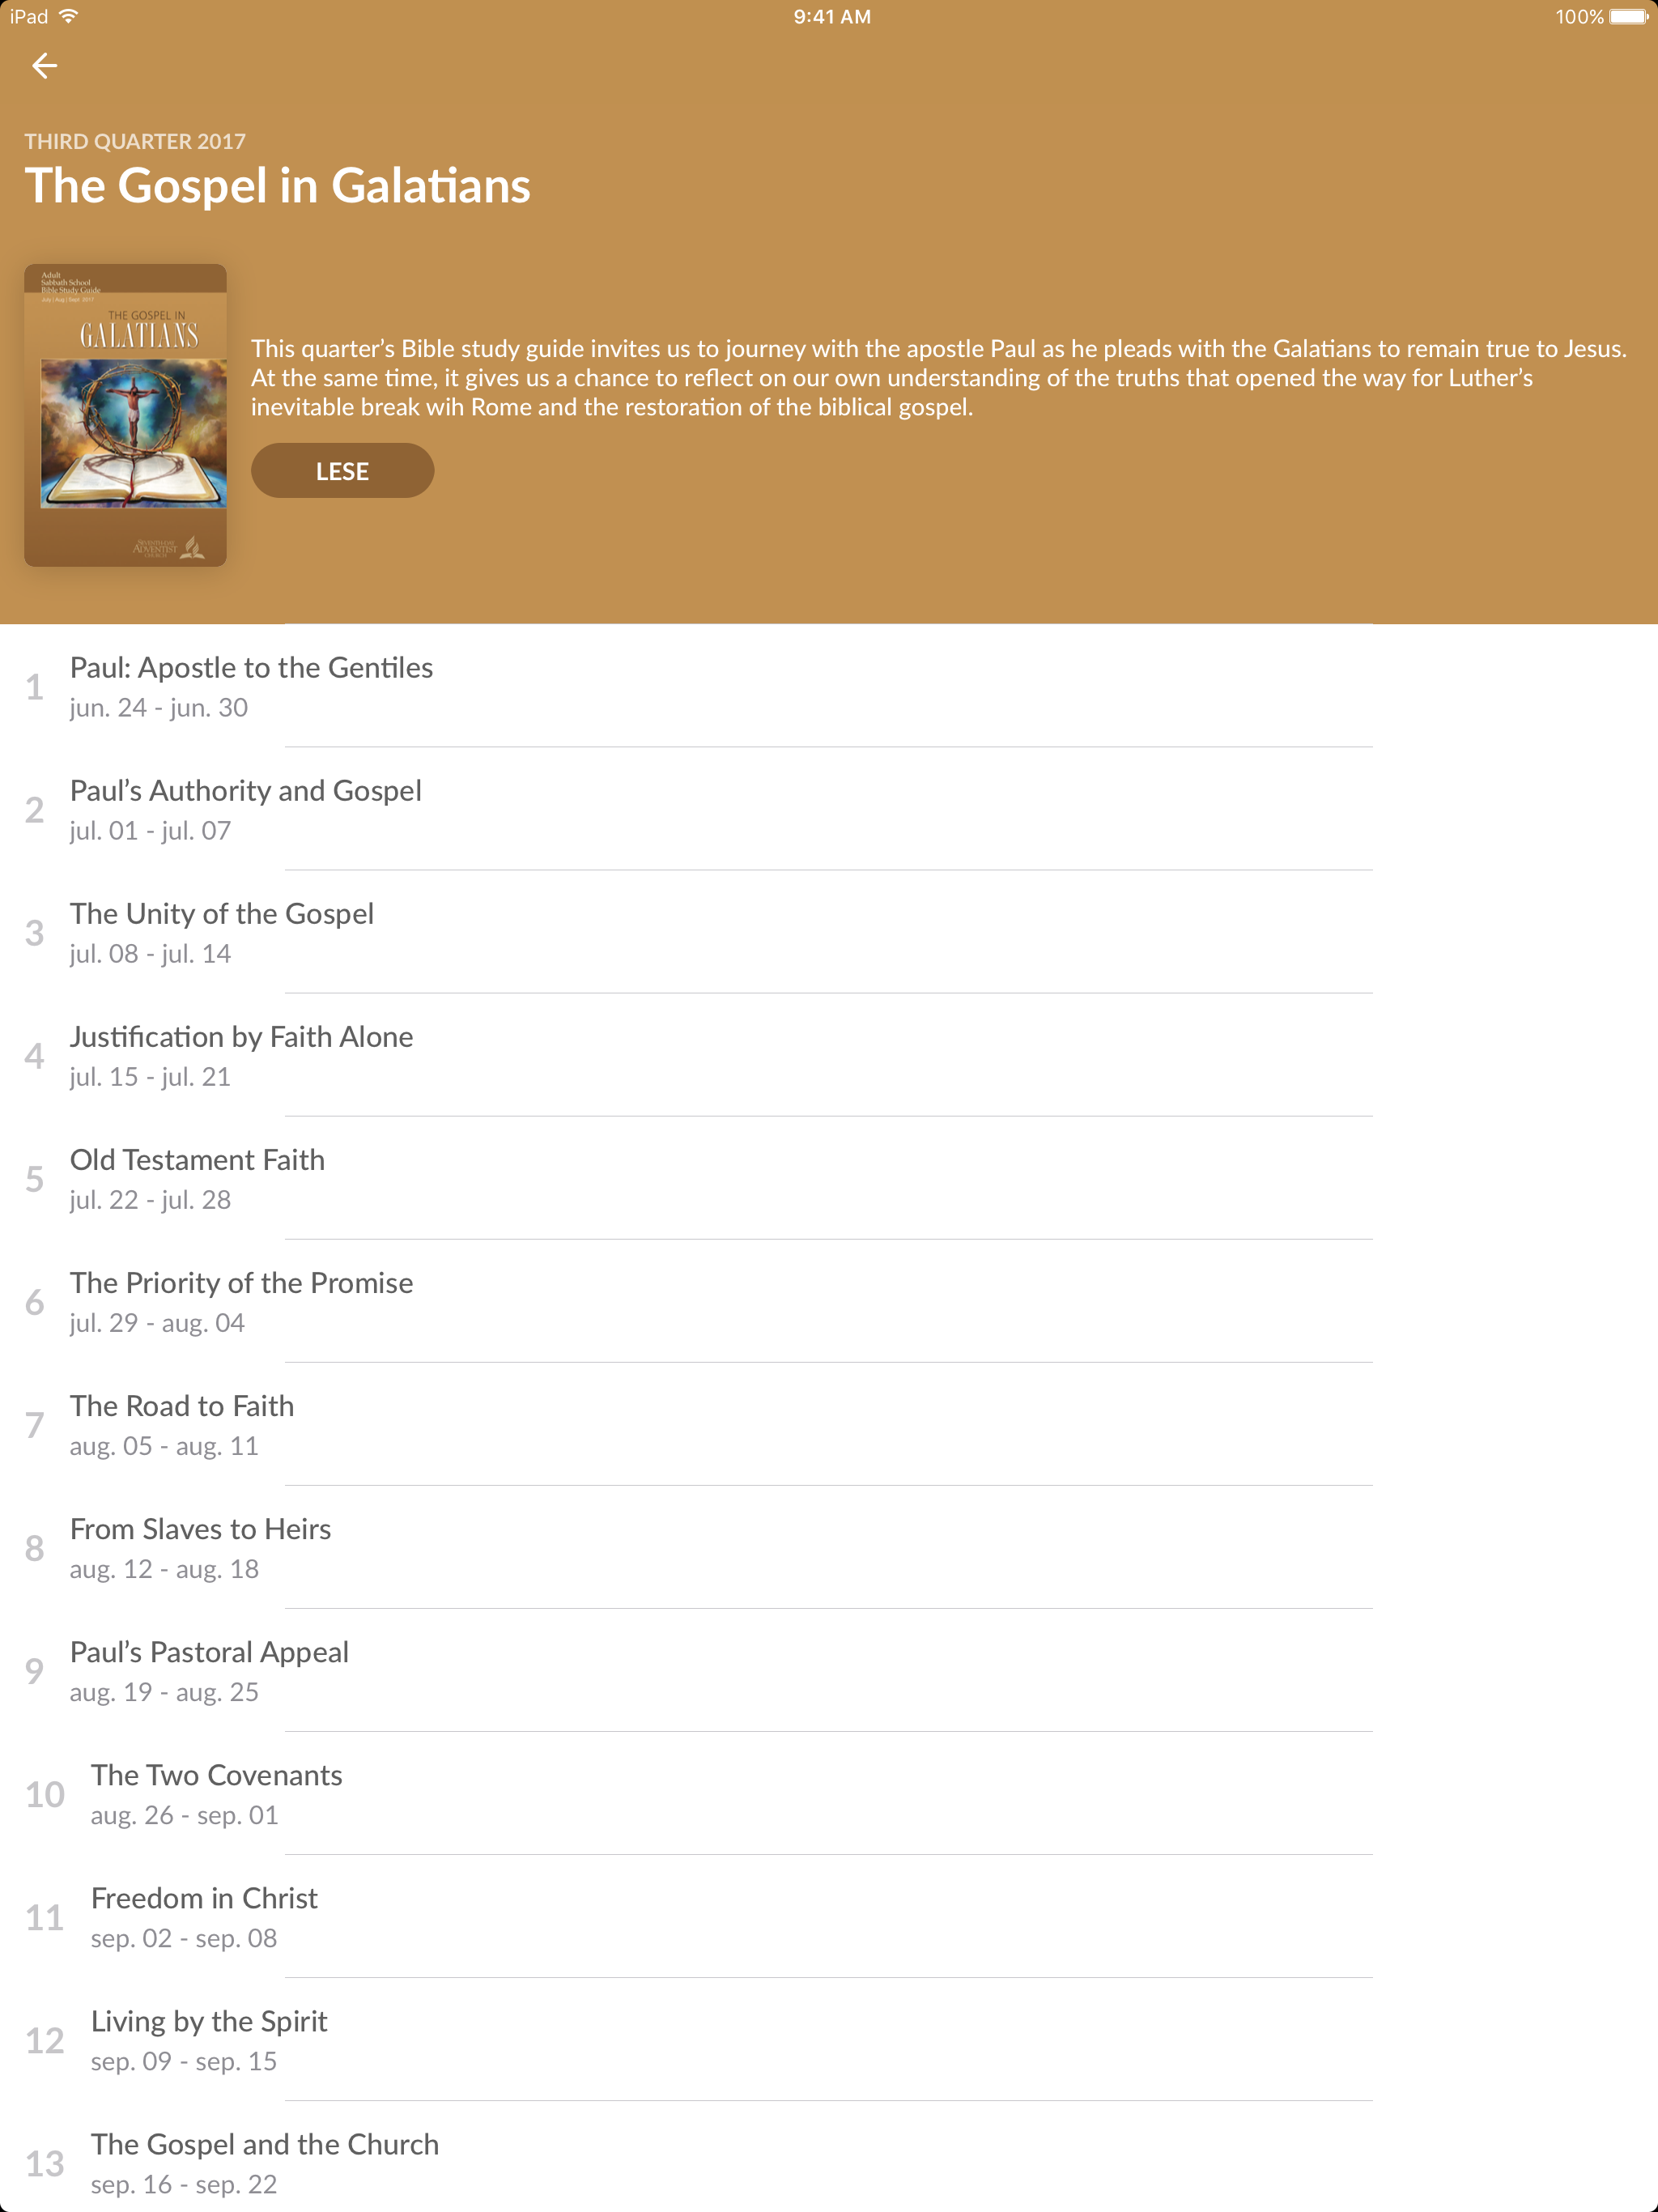 iPad
9:41 AM
100%
THIRD QUARTER 2017
The Gospel in Galatians
Adult
Sabbath School
Bible Study Guide
July | Aug | Sept 2017
THE GOSPEL IN
GALATIANS
SEVENTH-DAY
ADVENTIST
CHURCH
This quarter’s Bible study guide invites us to journey with the apostle Paul as he pleads with the Galatians to remain true to Jesus.
At the same time, it gives us a chance to reflect on our own understanding of the truths that opened the way for Luther’s
inevitable break wih Rome and the restoration of the biblical gospel.
LESE
1
Paul: Apostle to the Gentiles
jun. 24 - jun. 30
2
Paul’s Authority and Gospel
jul. 01 - jul. 07
3
The Unity of the Gospel
jul. 08 - jul. 14
4
Justification by Faith Alone
jul. 15 - jul. 21
5
Old Testament Faith
jul. 22 - jul. 28
6
The Priority of the Promise
jul. 29 - aug. 04
7
The Road to Faith
aug. 05 - aug. 11
8
From Slaves to Heirs
aug. 12 - aug. 18
9
Paul’s Pastoral Appeal
aug. 19 - aug. 25
10
The Two Covenants
aug. 26 - sep. 01
11
Freedom in Christ
sep. 02 - sep. 08
12
Living by the Spirit
sep. 09 - sep. 15
13
The Gospel and the Church
sep. 16 - sep. 22